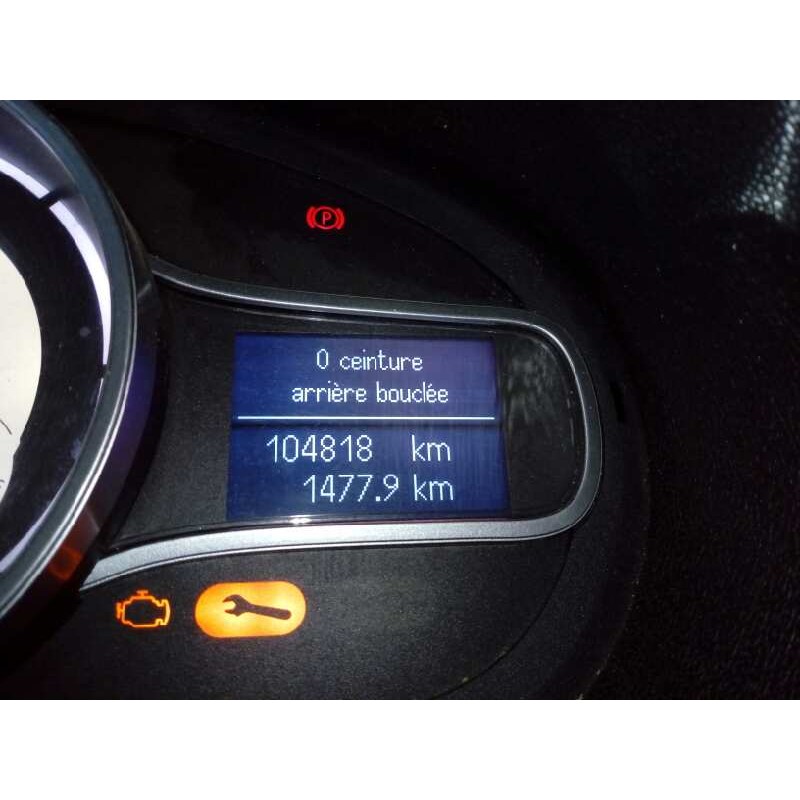 P
0 ceinture
arrière bouclée
104818 km
1477.9 km